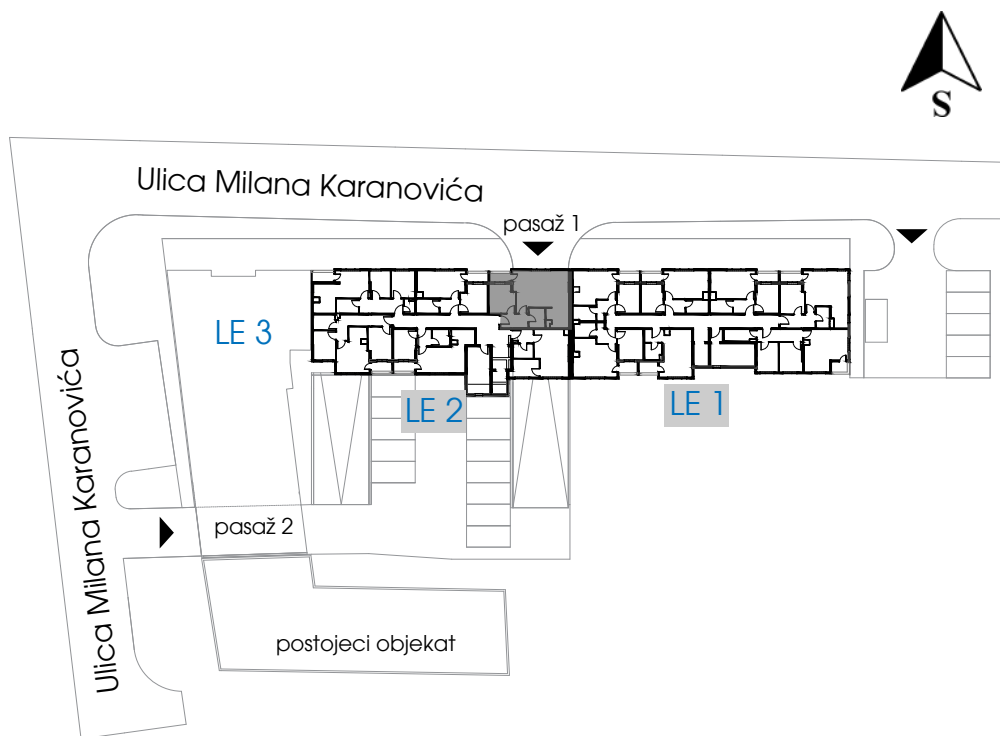 S
Ulica Milana Karanovića
pasaž 1
LE 3
LE 2
LE 1
Ulica Milana Karanovića
pasaž 2
postojeci objekat